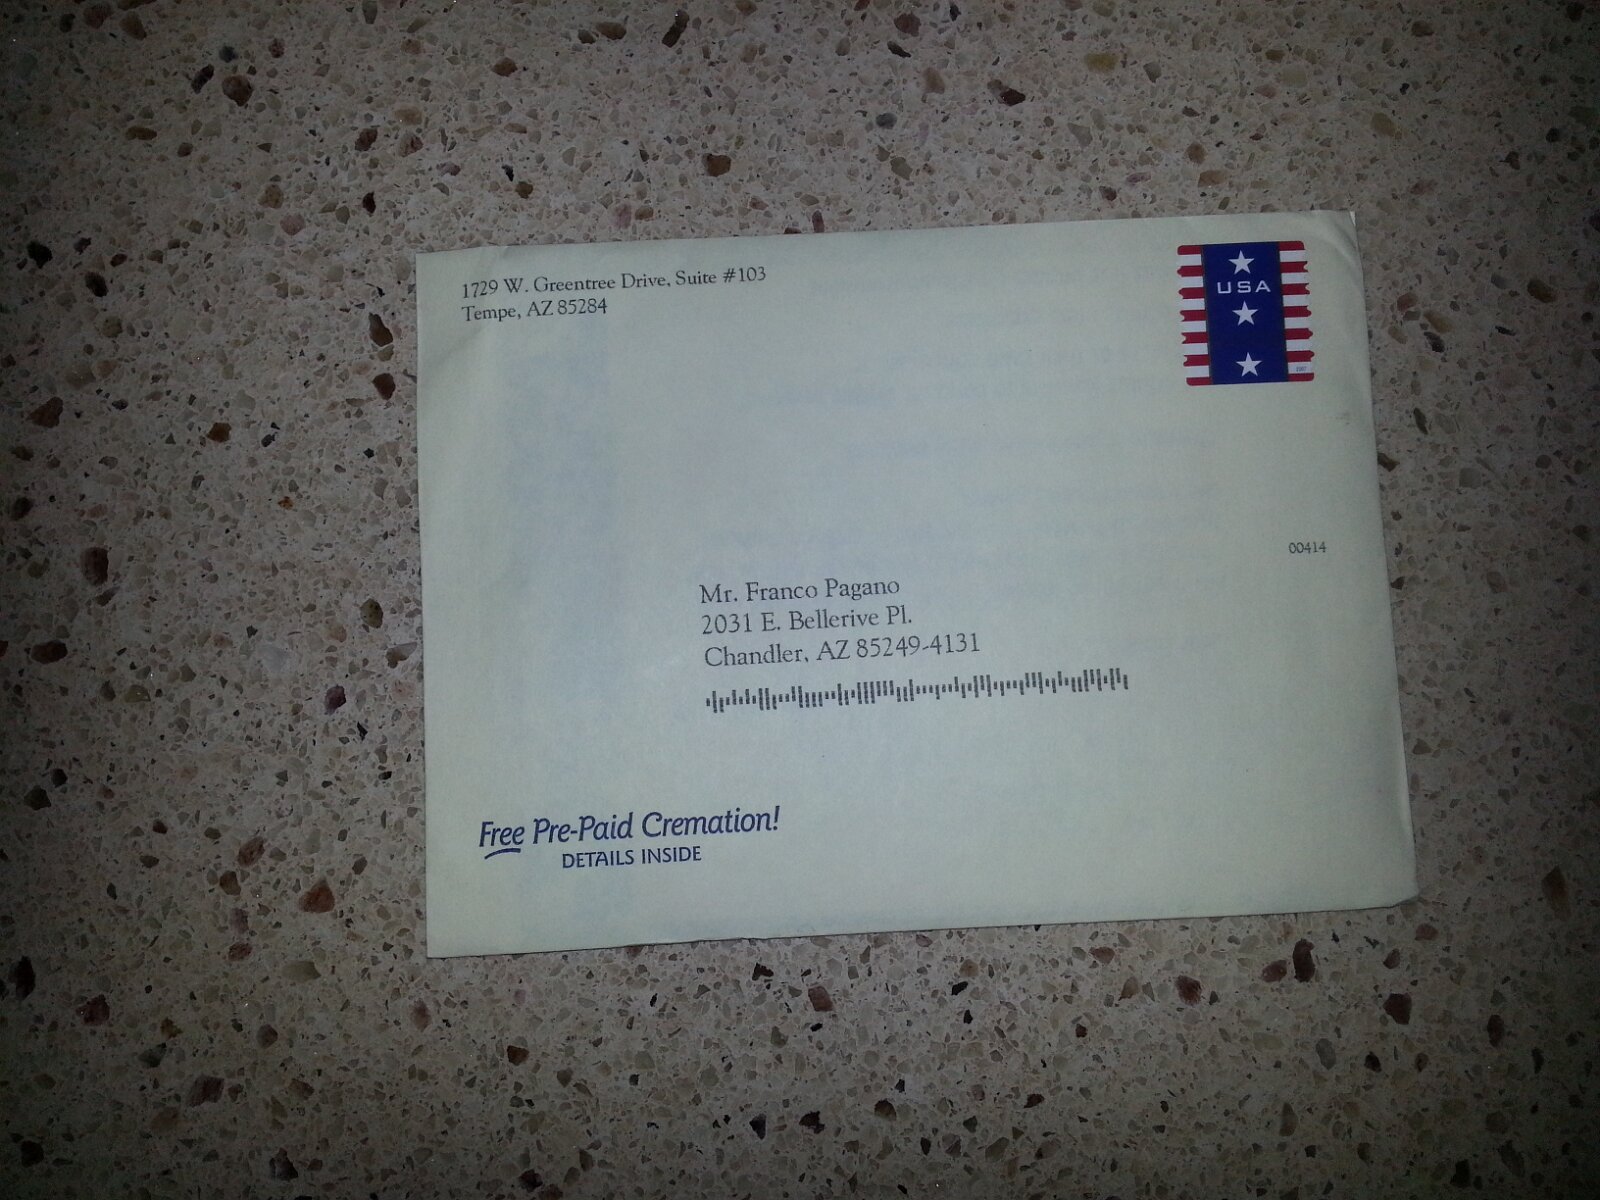 1729 W. Greentree Drive, Suite #103
Tempe, AZ 85284
USA
00414
Mr. Franco Pagano
2031 E. Bellerive Pl.
Chandler, AZ 85249-4131
Free Pre-Paid Cremation!
DETAILS INSIDE